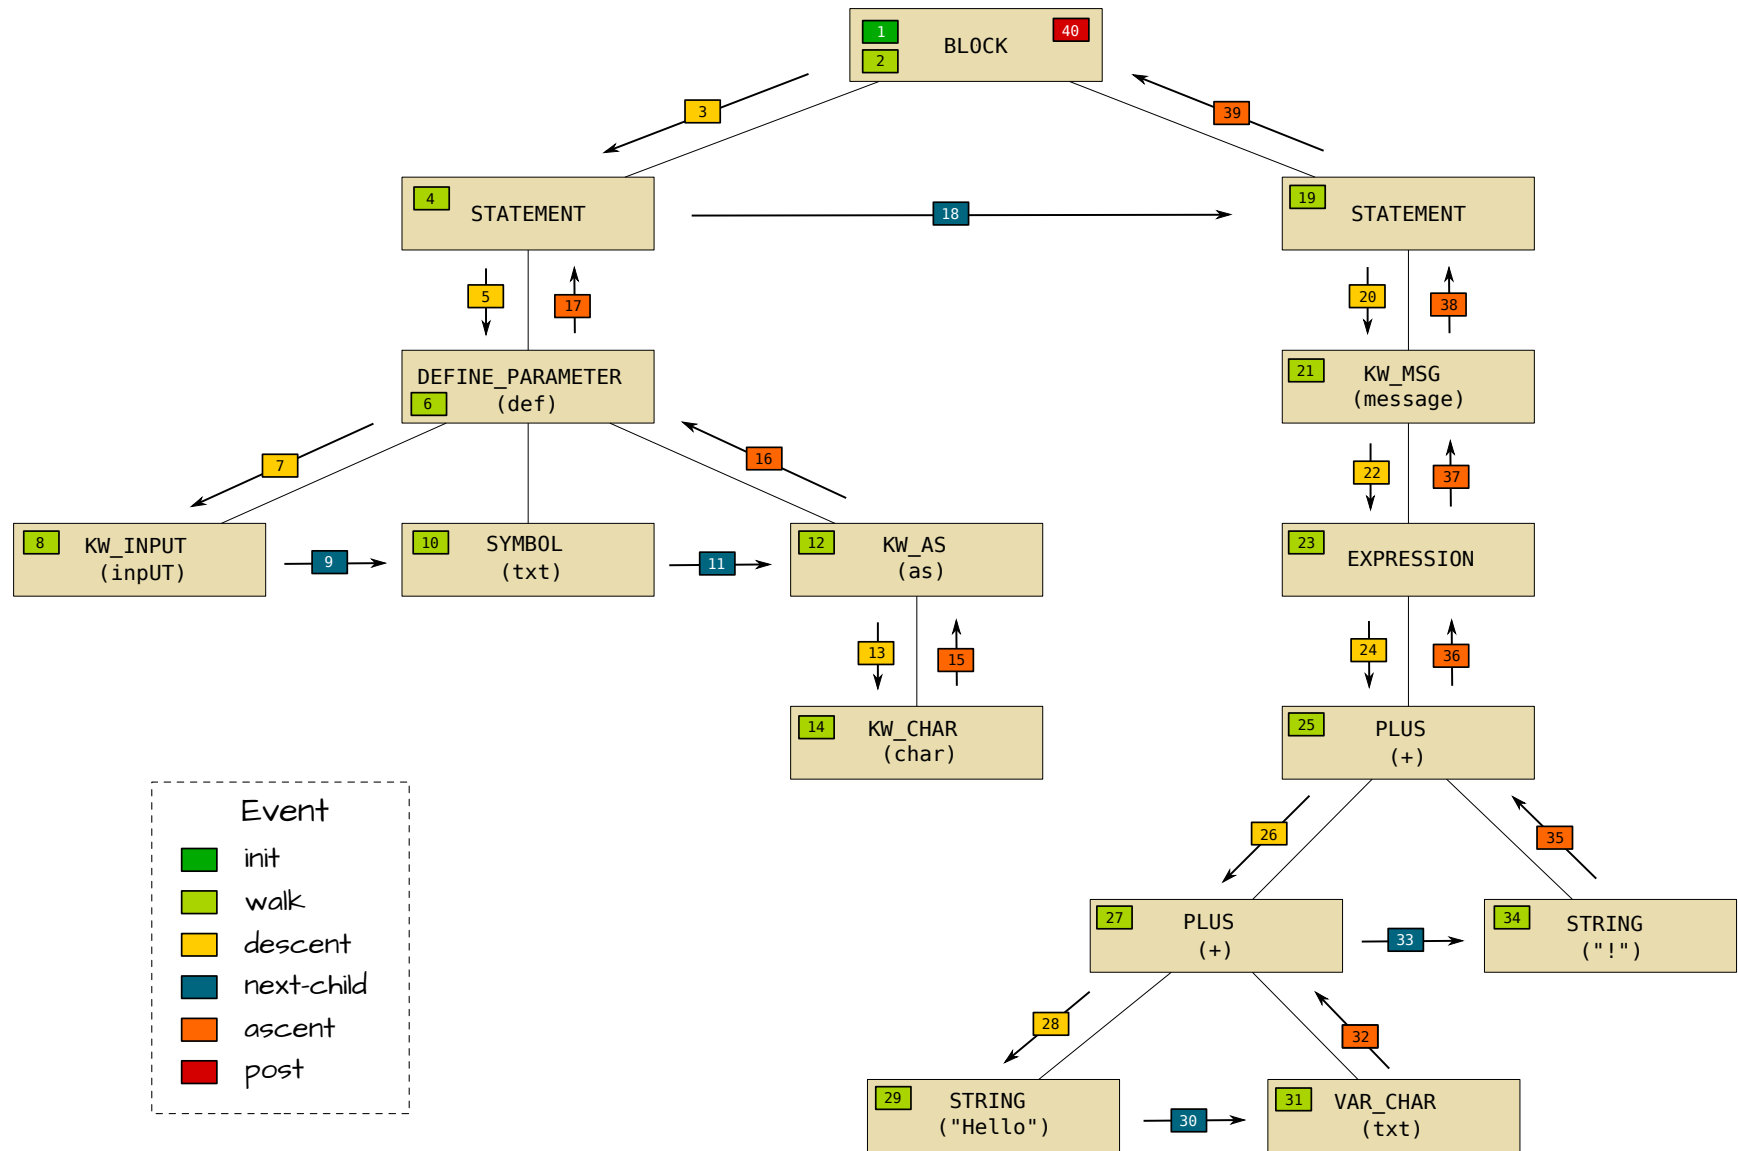 1
40
BLOCK
2
3
39
4
STATEMENT
18
19
STATEMENT
5
17
20
38
DEFINE_PARAMETER
6
(def)
21
KW_MSG
(message)
7
16
22
37
8
KW_INPUT
(inpUT)
9
10
SYMBOL
(txt)
11
12
KW_AS
(as)
23
EXPRESSION
13
15
24
36
14
KW_CHAR
(char)
25
PLUS
(+)
26
35
27
PLUS
(+)
33
34
STRING
("!")
28
32
29
STRING
("Hello")
30
31
VAR_CHAR
(txt)
Event
init
walk
descent
next-child
ascent
post